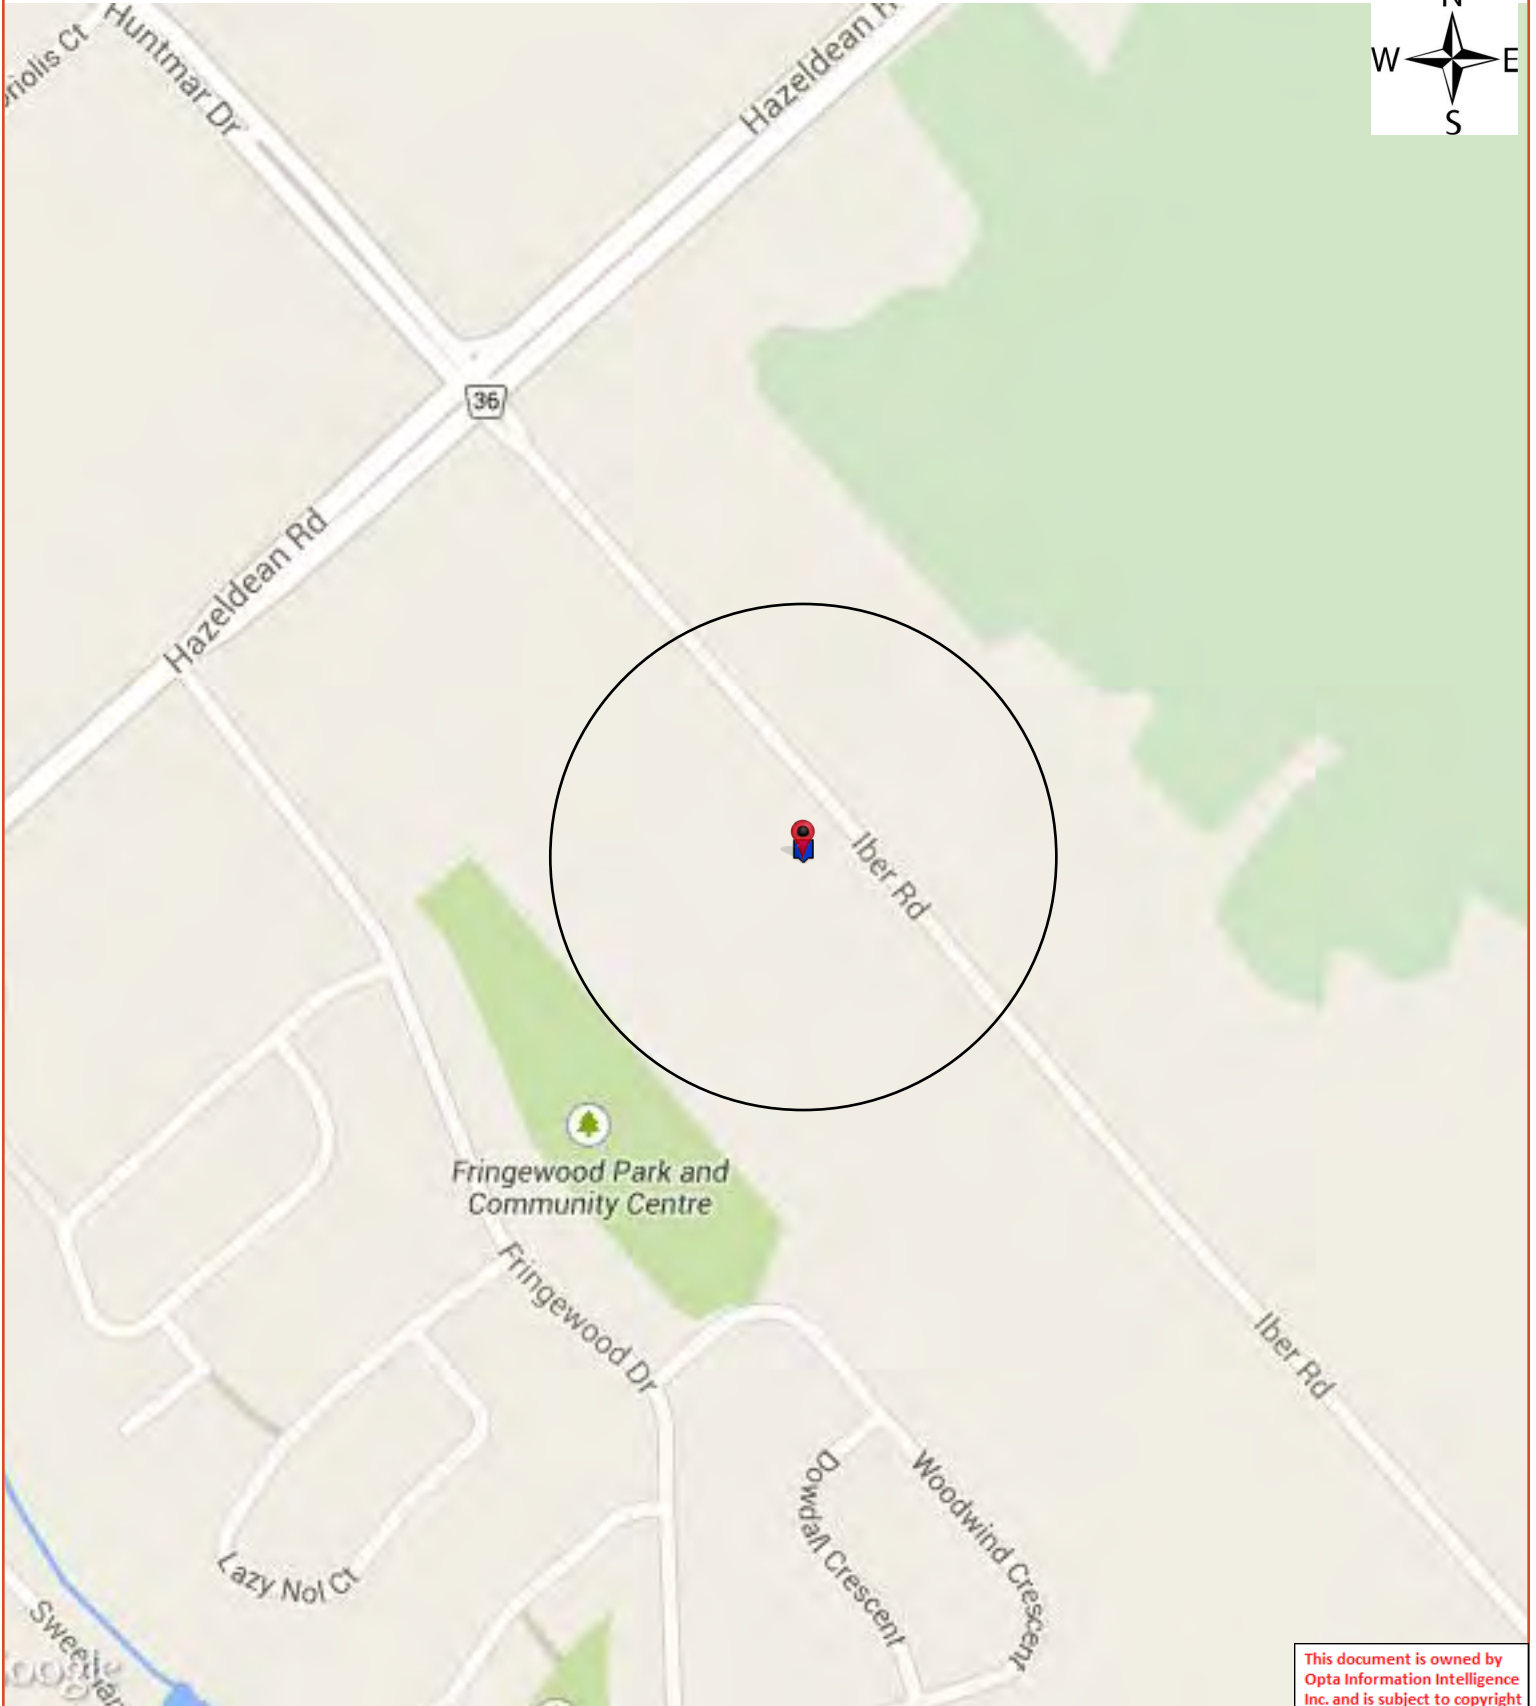 N
W
E
S
Huntmar Dr
Hazeldean
36
Hazeldean Rd
Iber Rd
Fringewood Park and
Community Centre
Fringewood Dr
Iber Rd
Dowdall Crescent
Woodwind Crescent
Lazy Nol Ct
This document is owned by
Opta Information Intelligence
Inc. and is subject to copyright